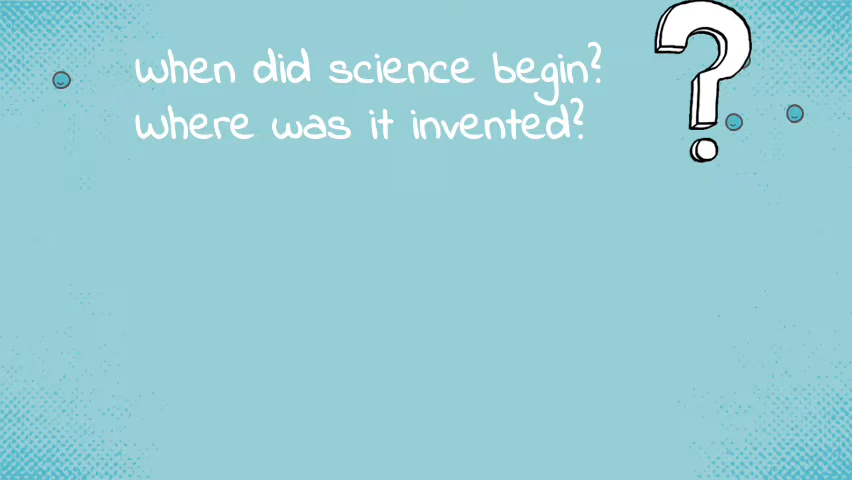 When did science begin?
Where was it invented?
?